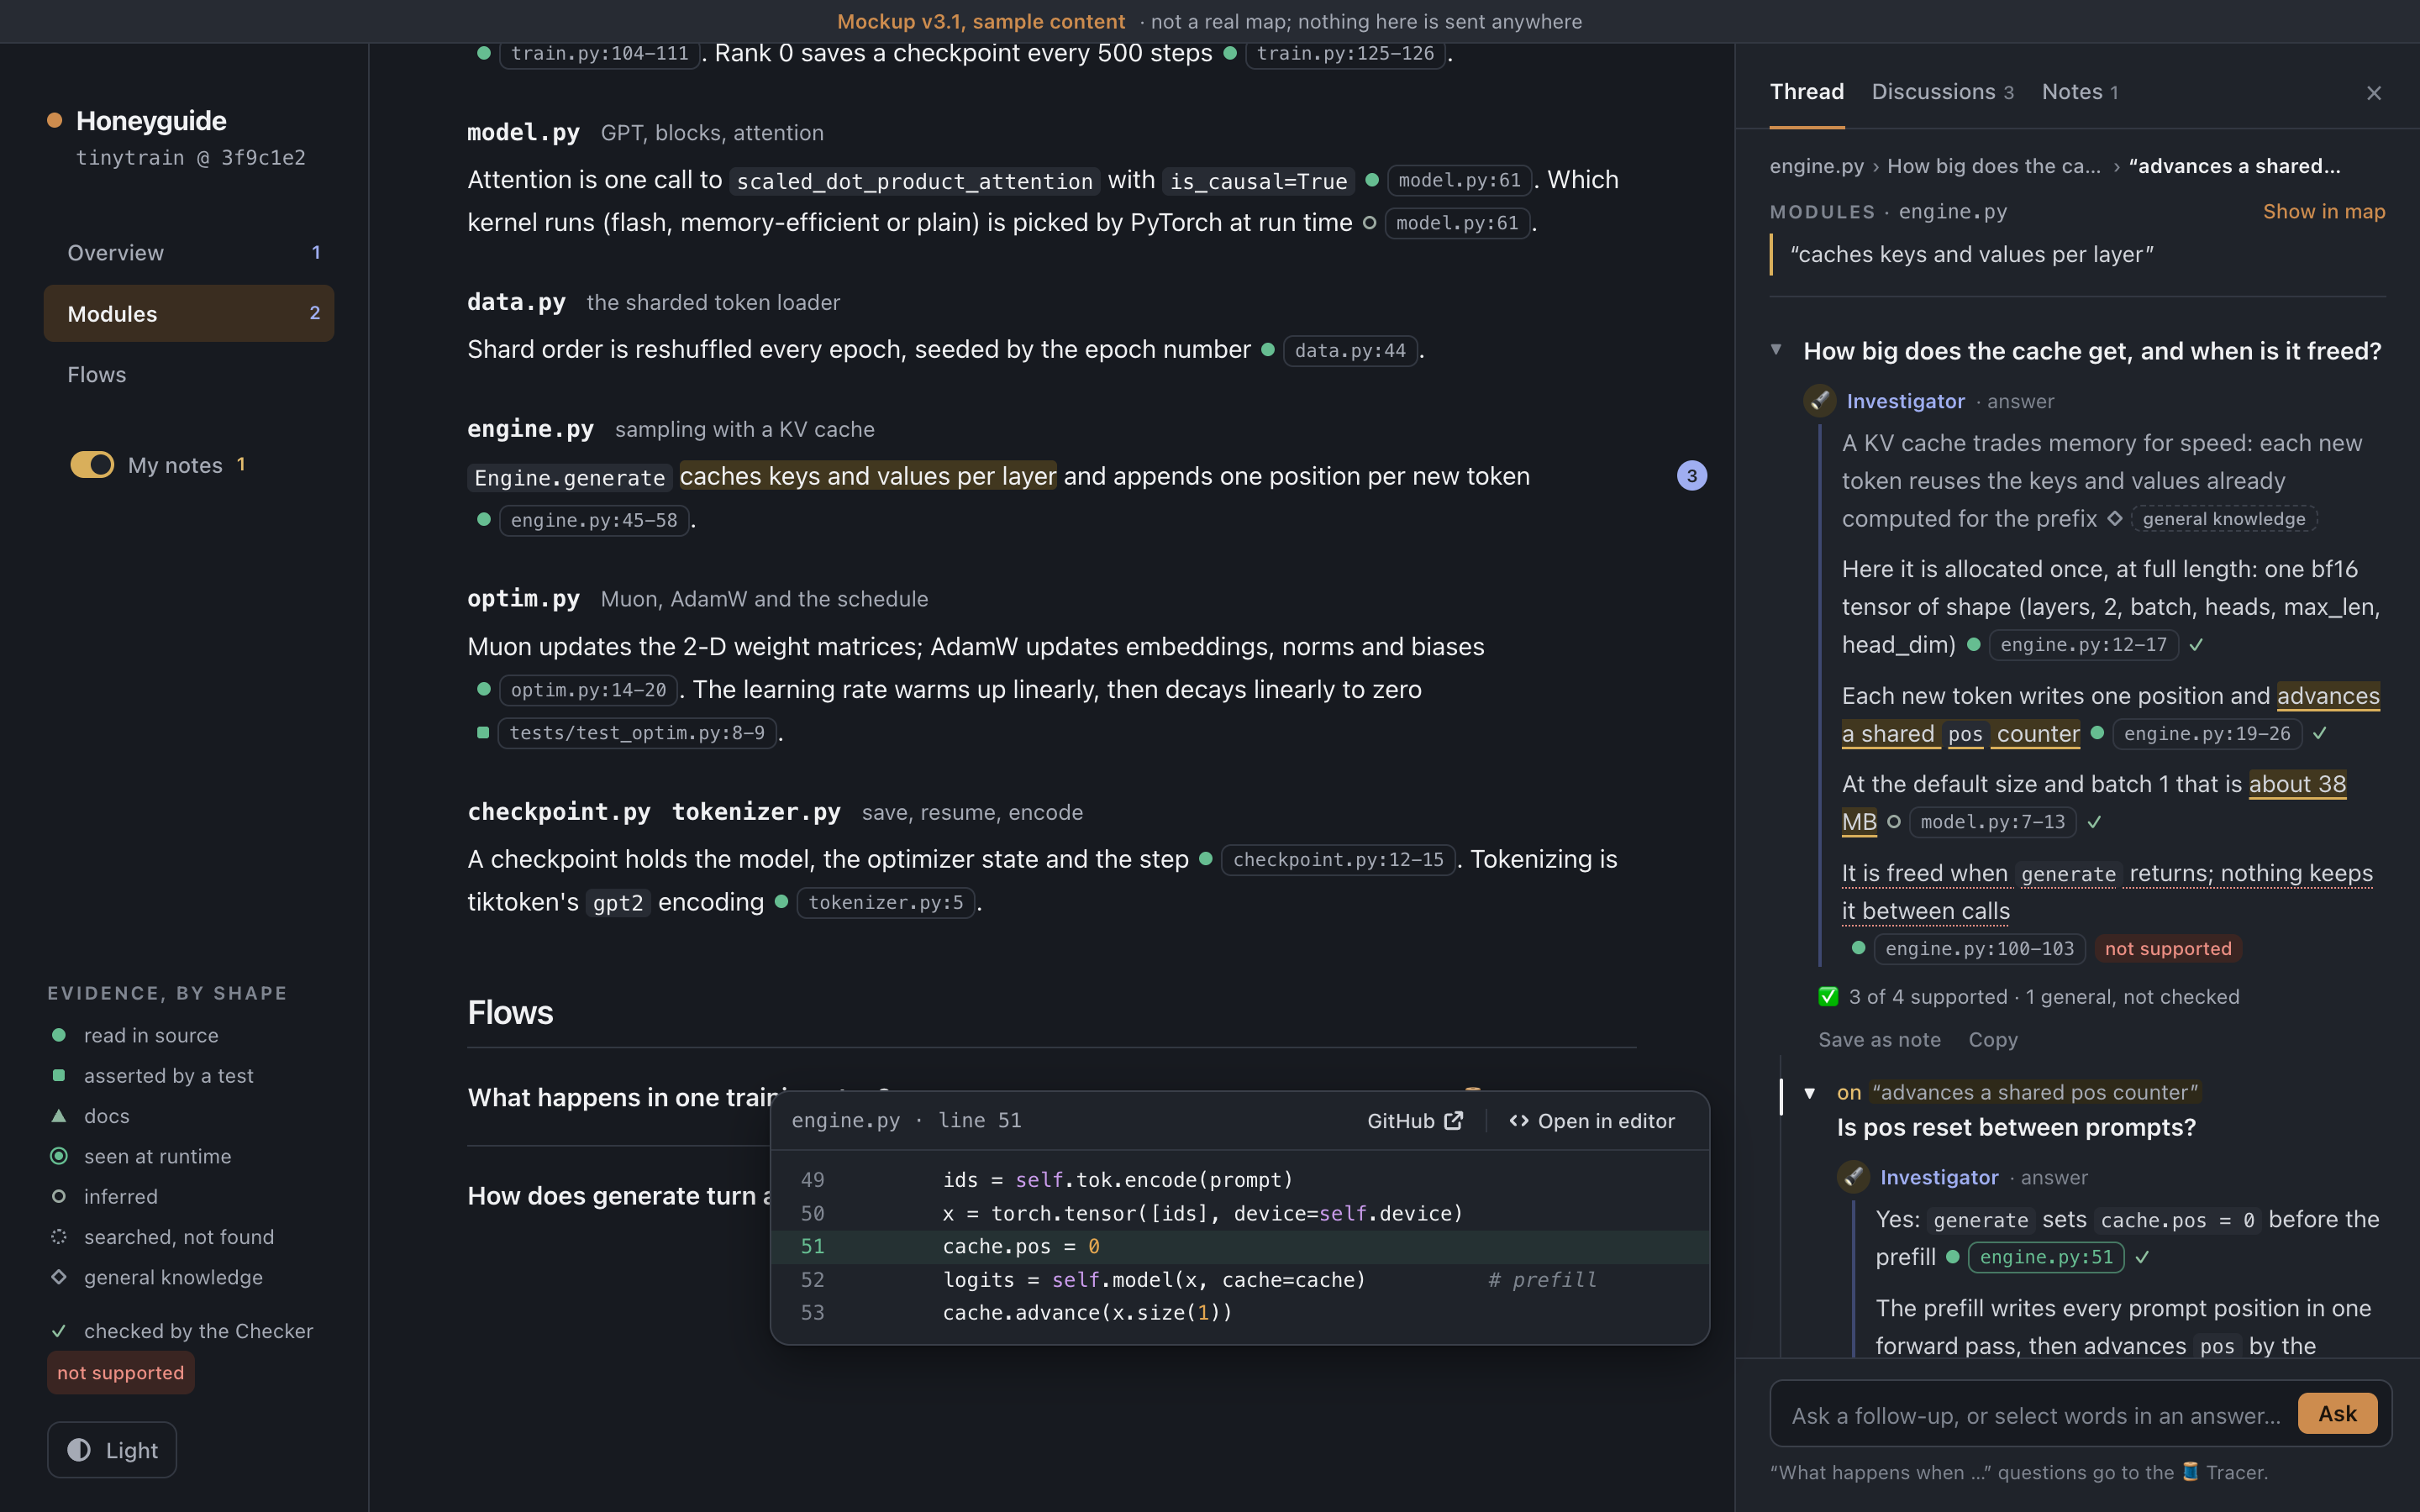 Mockup v3.1, sample content · not a real map; nothing here is sent anywhere
Honeyguide
tinytrain @ 3f9c1e2
Overview 1
Modules 2
Flows
My notes 1
EVIDENCE, BY SHAPE
read in source
asserted by a test
docs
seen at runtime
inferred
searched, not found
general knowledge
checked by the Checker
not supported
Light
train.py:104–111. Rank 0 saves a checkpoint every 500 steps train.py:125–126.
model.py GPT, blocks, attention
Attention is one call to scaled_dot_product_attention with is_causal=True model.py:61. Which
kernel runs (flash, memory-efficient or plain) is picked by PyTorch at run time model.py:61.
data.py the sharded token loader
Shard order is reshuffled every epoch, seeded by the epoch number data.py:44.
engine.py sampling with a KV cache
Engine.generate caches keys and values per layer and appends one position per new token 3
engine.py:45–58.
optim.py Muon, AdamW and the schedule
Muon updates the 2-D weight matrices; AdamW updates embeddings, norms and biases
optim.py:14–20. The learning rate warms up linearly, then decays linearly to zero
tests/test_optim.py:8–9.
checkpoint.py tokenizer.py save, resume, encode
A checkpoint holds the model, the optimizer state and the step checkpoint.py:12–15. Tokenizing is
tiktoken's gpt2 encoding tokenizer.py:5.
Flows
What happens in one
How does generate turn
engine.py · line 51 GitHub Open in editor
49 ids = self.tok.encode(prompt)
50 x = torch.tensor([ids], device=self.device)
51 cache.pos = 0
52 logits = self.model(x, cache=cache) # prefill
53 cache.advance(x.size(1))
Thread Discussions 3 Notes 1 ×
engine.py › How big does the ca... › “advances a shared...
MODULES · engine.py Show in map
“caches keys and values per layer”
How big does the cache get, and when is it freed?
Investigator · answer
A KV cache trades memory for speed: each new
token reuses the keys and values already
computed for the prefix general knowledge
Here it is allocated once, at full length: one bf16
tensor of shape (layers, 2, batch, heads, max_len,
head_dim) engine.py:12–17 ✓
Each new token writes one position and advances
a shared pos counter engine.py:19–26 ✓
At the default size and batch 1 that is about 38
MB model.py:7–13 ✓
It is freed when generate returns; nothing keeps
it between calls
engine.py:100–103 not supported
✅ 3 of 4 supported · 1 general, not checked
Save as note Copy
on “advances a shared pos counter”
Is pos reset between prompts?
Investigator · answer
Yes: generate sets cache.pos = 0 before the
prefill engine.py:51 ✓
The prefill writes every prompt position in one
forward pass, then advances pos by the
Ask a follow-up, or select words in an answer... Ask
“What happens when ...” questions go to the 🧵 Tracer.